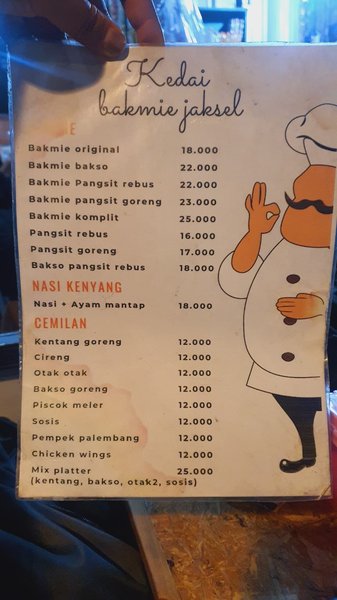 Kedai
bakmie jaksel
E
Bakmie original 18.000
Bakmie bakso 22.000
Bakmie Pangsit rebus 22.000
Bakmie pangsit goreng 23.000
Bakmie komplit 25.000
Pangsit rebus 16.000
Pangsit goreng 17.000
Bakso pangsit rebus 18.000
NASI KENYANG
Nasi + Ayam mantap 18.000
CEMILAN
Kentang goreng 12.000
Cireng 12.000
Otak otak 12.000
Bakso goreng 12.000
Piscok meler 12.000
Sosis 12.000
Pempek palembang 12.000
Chicken wings 12.000
Mix platter 25.000
(kentang, bakso, otak2, sosis)